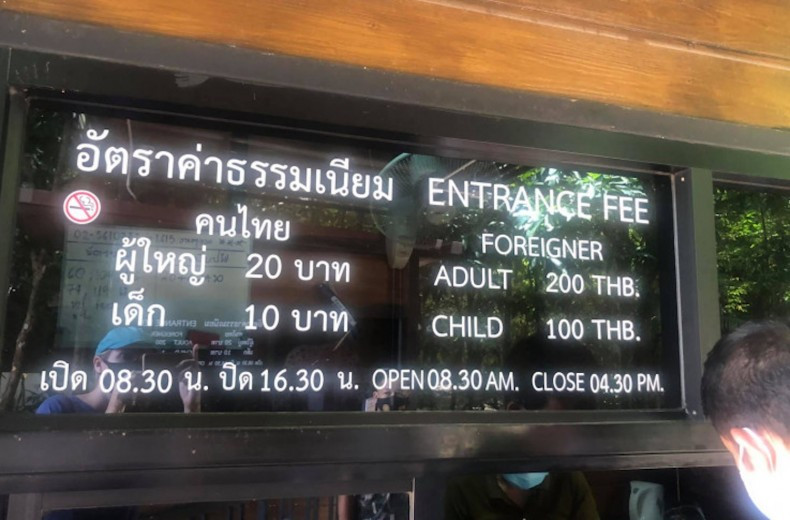 อัตราค่าธรรมเนียม
คนไทย
ผู้ใหญ่ 20 บาท
เด็ก 10 บาท
เปิด 08.30 น. ปิด 16.30 น.
ENTRANCE FEE
FOREIGNER
ADULT 200 THB.
CHILD 100 THB.
OPEN 08.30 AM. CLOSE 04.30 PM.